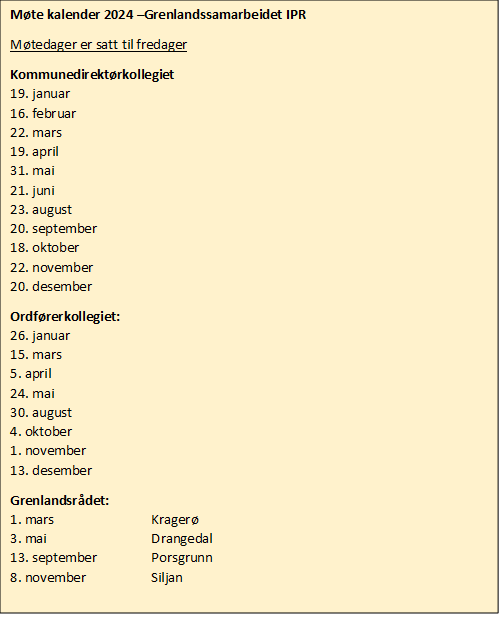 Møte kalender 2024 –Grenlandssamarbeidet IPR
Møtedager er satt til fredager
Kommunedirektørkollegiet
19. januar
16. februar
22. mars
19. april
31. mai
21. juni
23. august
20. september
18. oktober
22. november
20. desember
Ordførerkollegiet:
26. januar
15. mars
5. april
24. mai
30. august
4. oktober
1. november
13. desember
Grenlandsrådet:
1. mars Kragerø
3. mai Drangedal
13. september Porsgrunn
8. november Siljan